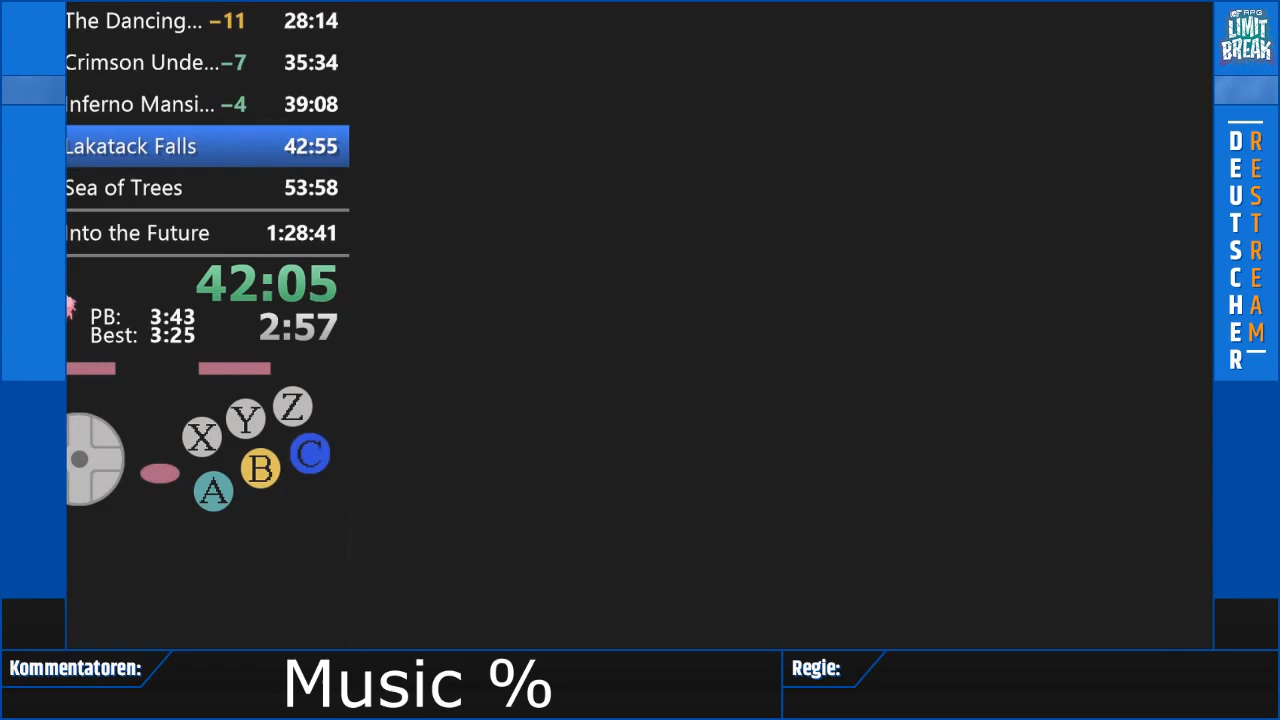 The Dancing... −11 28:14
Crimson Unde... −7 35:34
Inferno Mansi... −4 39:08
Lakatack Falls 42:55
Sea of Trees 53:58
Into the Future 1:28:41
42:05
PB: 3:43
Best: 3:25
2:57
X Y Z
A B C
Kommentatoren:
Music %
Regie:
RPG
LIMIT
BREAK
DEUTSCHER
RESTREAM